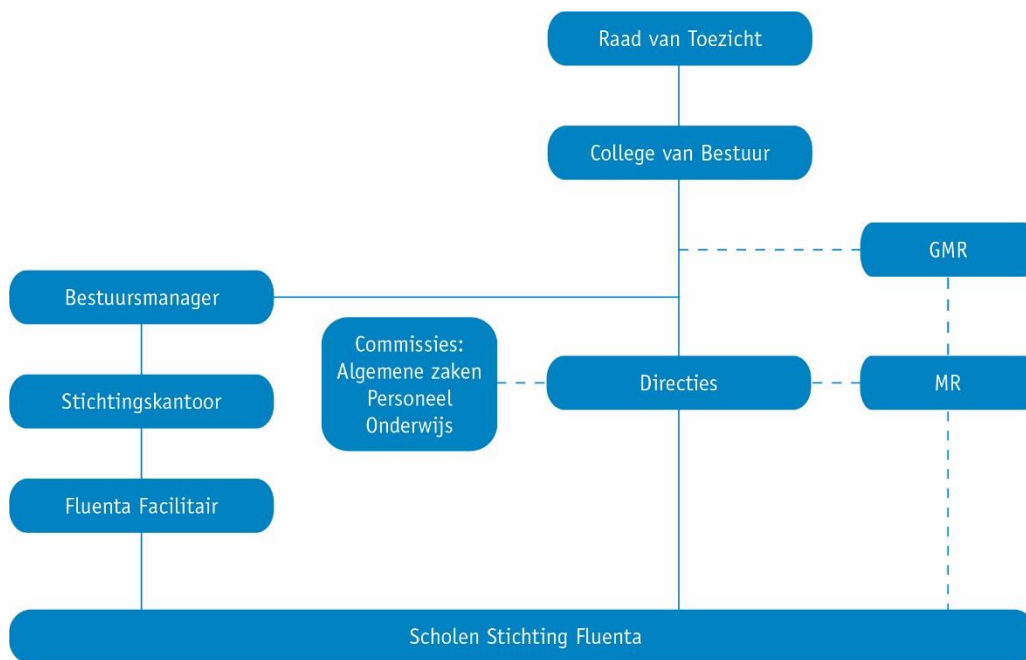 Raad van Toezicht
College van Bestuur
GMR
Bestuursmanager
Commissies:
Algemene zaken
Personeel
Onderwijs
Directies
MR
Stichtingskantoor
Fluenta Facilitair
Scholen Stichting Fluenta